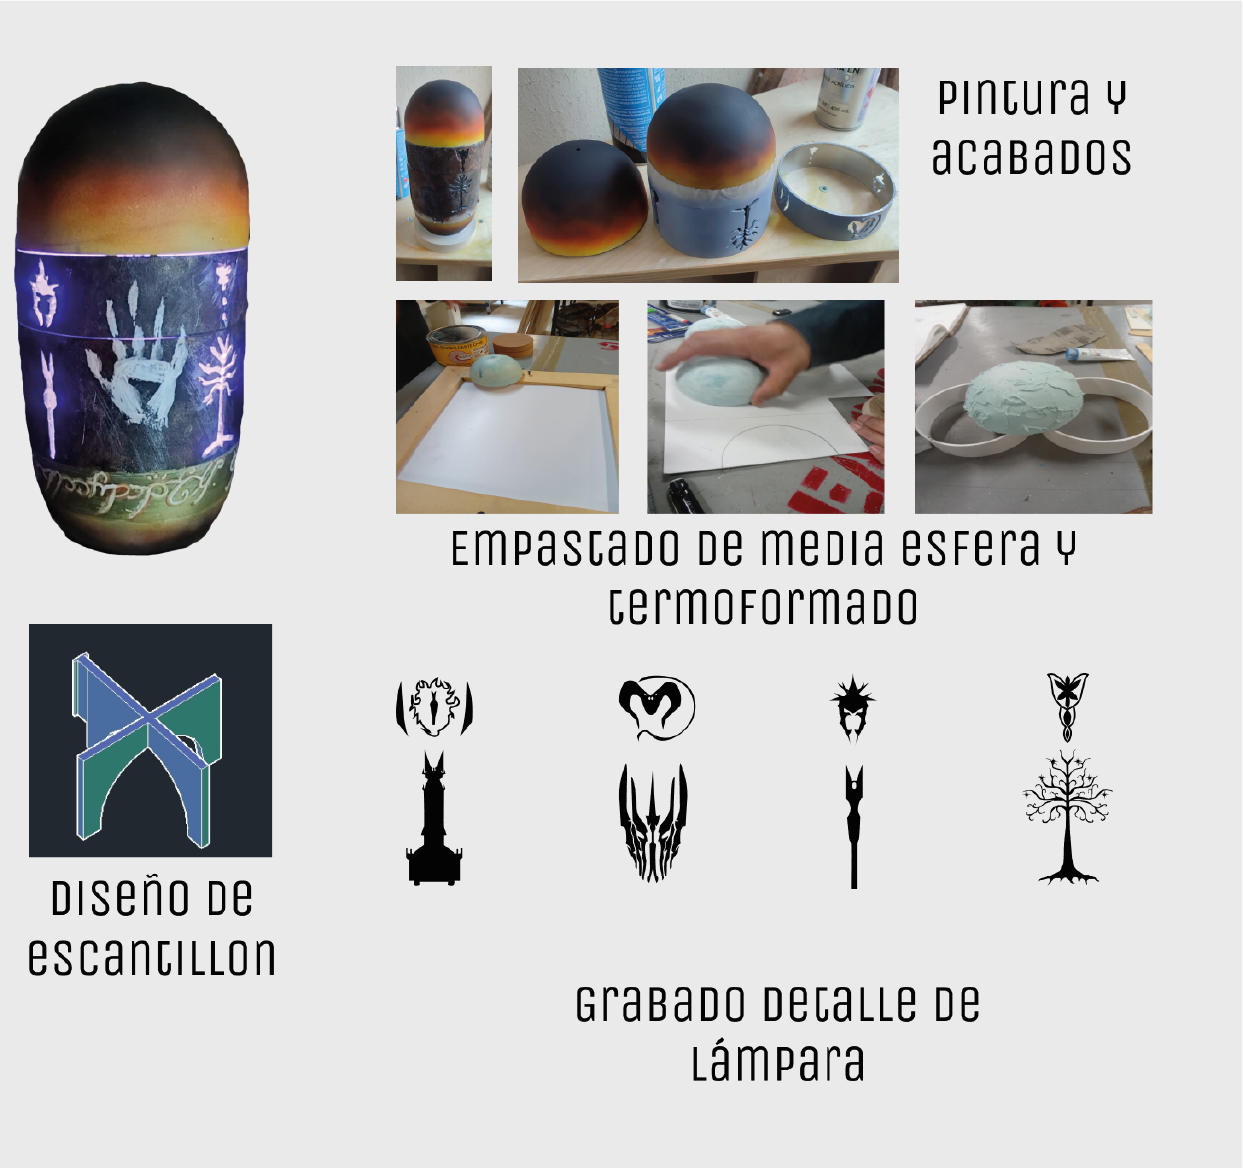 Pintura y
acabados
Empastado de media esfera y
termoformado
Diseño de
escantillon
Grabado detalle de
Lámpara